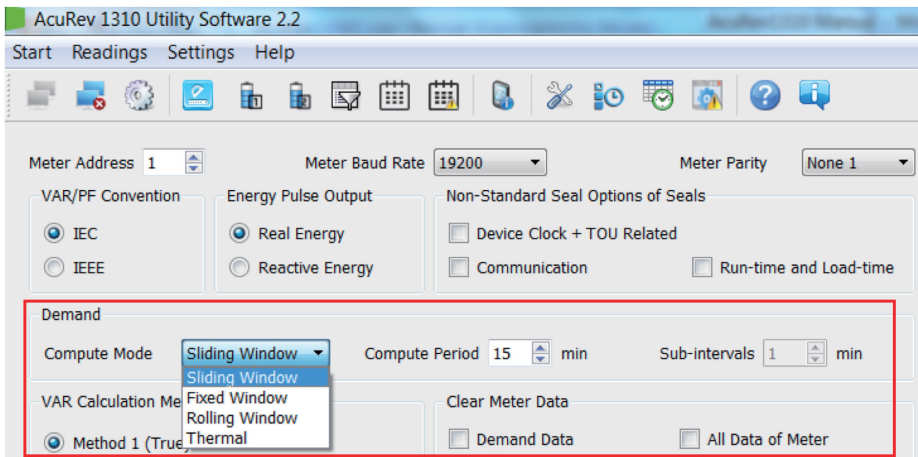 AcuRev 1310 Utility Software 2.2
Start Readings Settings Help
1 2
Meter Address 1 Meter Baud Rate 19200 Meter Parity None 1
VAR/PF Convention Energy Pulse Output Non-Standard Seal Options of Seals
IEC Real Energy Device Clock + TOU Related
IEEE Reactive Energy Communication Run-time and Load-time
Demand
Compute Mode Sliding Window Compute Period 15 min Sub-intervals 1 min
Sliding Window
VAR Calculation Me Fixed Window Clear Meter Data
Rolling Window
Method 1 (True) Thermal Demand Data All Data of Meter